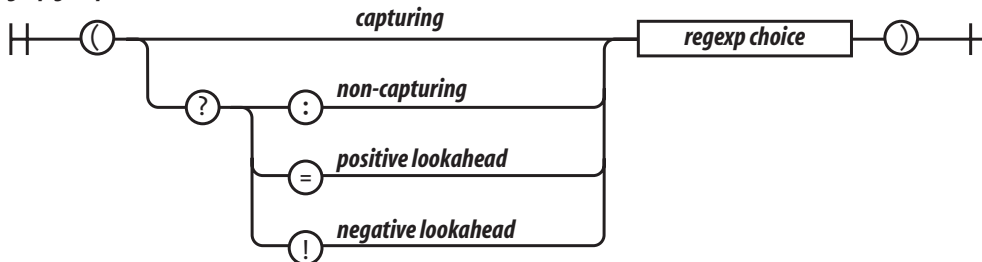 capturing
( regexp choice )
non-capturing
? :
positive lookahead
=
negative lookahead
!